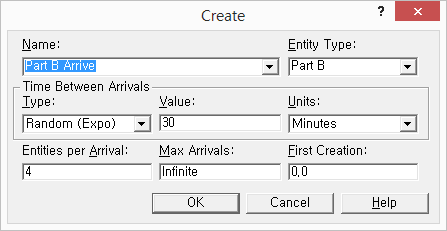 Create
?
Name:
Entity Type:
Part B Arrive
Part B
Time Between Arrivals
Type:
Value:
Units:
Random (Expo)
30
Minutes
Entities per Arrival:
Max Arrivals:
First Creation:
4
Infinite
0,0
OK
Cancel
Help